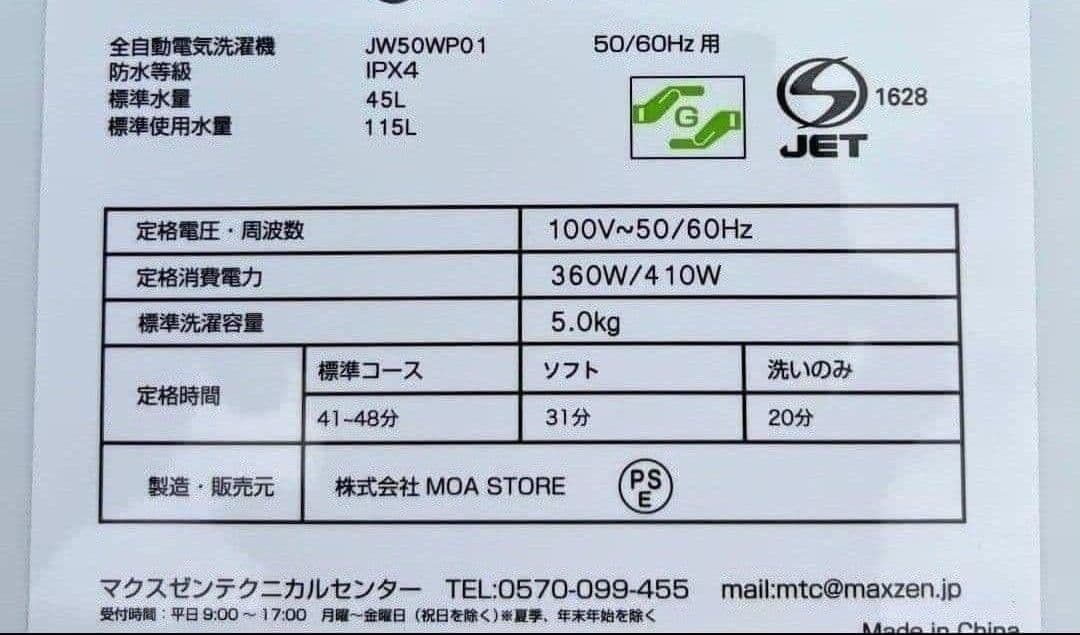 全自動電気洗濯機 JW50WP01 50/60Hz 用
防水等級 IPX4
標準水量 45L
標準使用水量 115L
G
1628
JET
定格電圧・周波数 100V~50/60Hz
定格消費電力 360W/410W
標準洗濯容量 5.0kg
定格時間 標準コース ソフト 洗いのみ
41~48分 31分 20分
製造・販売元 株式会社 MOA STORE PSE
マクスゼンテクニカルセンター TEL:0570-099-455 mail:mtc@maxzen.jp
受付時間：平日 9:00 ～ 17:00 月曜～金曜日（祝日を除く）※夏季、年末年始を除く
Made in China